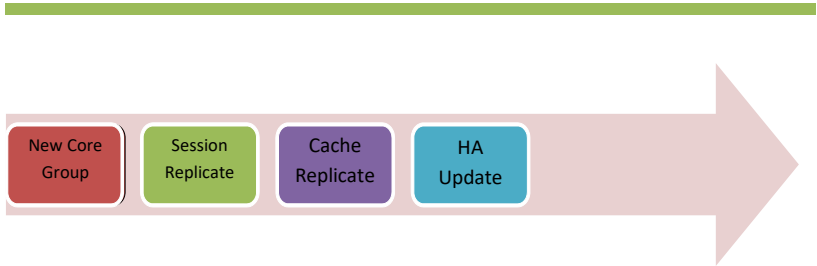 New Core
Group
Session
Replicate
Cache
Replicate
HA
Update